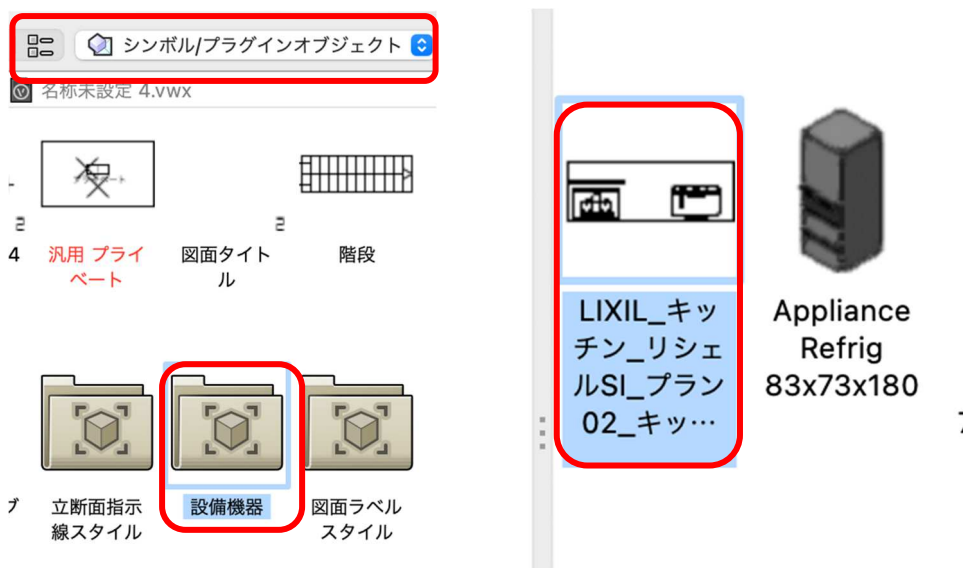 シンボル/プラグインオブジェクト
名称未設定 4.vwx
2
2
4
汎用 プライ
ベート
図面タイト
ル
階段
ブ
立断面指示
線スタイル
設備機器
図面ラベル
スタイル
LIXIL_キッ
チン_リシェ
ルSI_プラン
02_キッ…
Appliance
Refrig
83x73x180